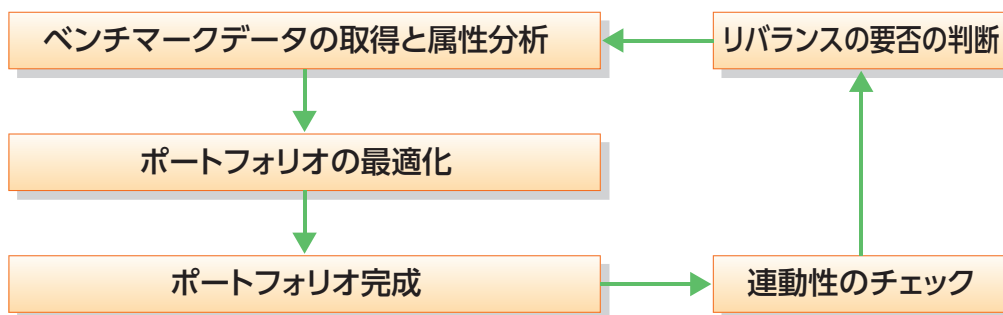 ベンチマークデータの取得と属性分析
リバランスの要否の判断
ポートフォリオの最適化
ポートフォリオ完成
連動性のチェック